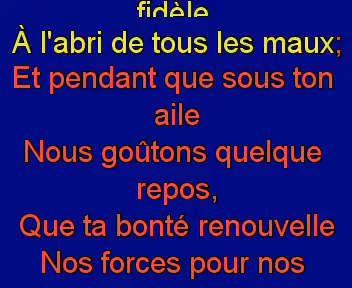 fidèle
À l'abri de tous les maux;
Et pendant que sous ton
aile
Nous goûtons quelque
repos,
Que ta bonté renouvelle
Nos forces pour nos